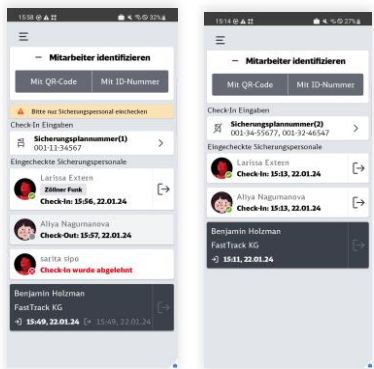 15:58
32%
Mitarbeiter identifizieren
Mit QR-Code
Mit ID-Nummer
Bitte nur Sicherungspersonal einchecken
Check-In Eingaben
Sicherungsplannummer(1)
001-11-34567
Eingecheckte Sicherungspersonale
Larissa Extern
Zöllner Funk
Check-In: 15:56, 22.01.24
Aliya Nagumanova
Check-Out: 15:57, 22.01.24
sarita sipo
Check-In wurde abgelehnt
Benjamin Holzman
FastTrack KG
15:49, 22.01.24 15:49, 22.01.24
15:14
27%
Mitarbeiter identifizieren
Mit QR-Code
Mit ID-Nummer
Check-In Eingaben
Sicherungsplannummer(2)
001-34-55677, 001-32-46547
Eingecheckte Sicherungspersonale
Larissa Extern
Check-In: 15:13, 22.01.24
Aliya Nagumanova
Check-In: 15:13, 22.01.24
Benjamin Holzman
FastTrack KG
15:11, 22.01.24